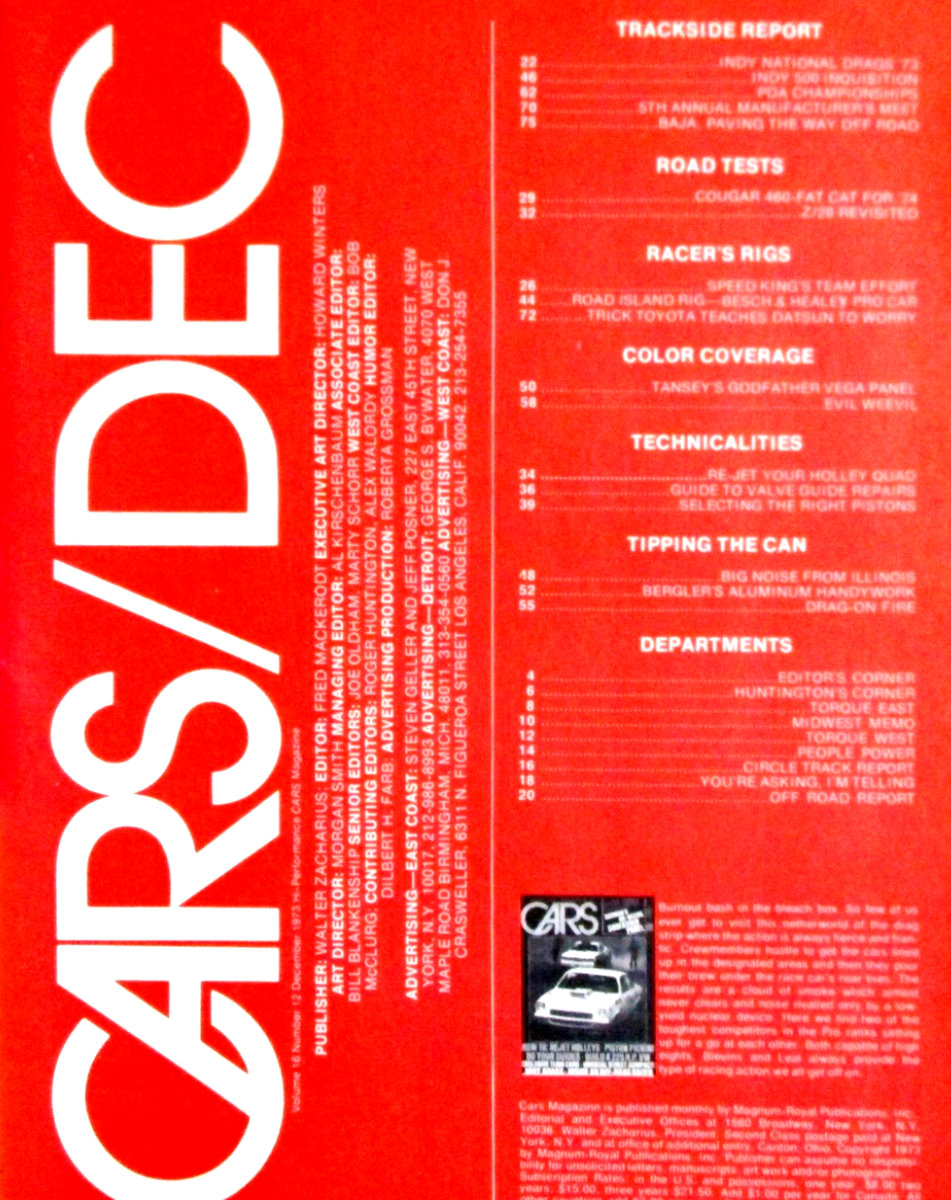 CARS/DEC
Volume 16 Number 12 December, 1973 Hi-Performance CARS Magazine
PUBLISHER: WALTER ZACHARIUS: EDITOR: FRED MACKERODT EXECUTIVE ART DIRECTOR: HOWARD WINTERS
ART DIRECTOR: MORGAN SMITH MANAGING EDITOR: AL KIRSCHENBAUM ASSOCIATE EDITOR:
BILL BLANKENSHIP SENIOR EDITORS: JOE OLDHAM, MARTY SCHORR WEST COAST EDITOR: BOB
McCLURG: CONTRIBUTING EDITORS: ROGER HUNTINGTON, ALEX WALORDY HUMOR EDITOR:
DILBERT H. FARB. ADVERTISING PRODUCTION: ROBERTA GROSSMAN
ADVERTISING—EAST COAST: STEVEN GELLER AND JEFF POSNER, 227 EAST 45TH STREET, NEW
YORK, N.Y. 10017, 212-986-8993 ADVERTISING—DETROIT: GEORGE S. BYWATER, 4070 WEST
MAPLE ROAD BIRMINGHAM, MICH. 48011, 313-354-0560 ADVERTISING—WEST COAST: DON J.
CRASWELLER, 6311 N. FIGUEROA STREET LOS ANGELES, CALIF. 90042, 213-254-7355
TRACKSIDE REPORT
22 INDY NATIONAL DRAGS '73
46 INDY 500 INQUISITION
62 PDA CHAMPIONSHIPS
70 5TH ANNUAL MANUFACTURER'S MEET
75 BAJA: PAVING THE WAY OFF ROAD
ROAD TESTS
29 COUGAR 460-FAT CAT FOR '74
32 Z/28 REVISITED
RACER'S RIGS
26 SPEED KING'S TEAM EFFORT
44 ROAD ISLAND RIG—BESCH & HEALEY PRO CAR
72 TRICK TOYOTA TEACHES DATSUN TO WORRY
COLOR COVERAGE
50 TANSEY'S GODFATHER VEGA PANEL
58 EVIL WEEVIL
TECHNICALITIES
34 RE-JET YOUR HOLLEY QUAD
36 GUIDE TO VALVE GUIDE REPAIRS
39 SELECTING THE RIGHT PISTONS
TIPPING THE CAN
48 BIG NOISE FROM ILLINOIS
52 BERGLER'S ALUMINUM HANDYWORK
55 DRAG-ON FIRE
DEPARTMENTS
4 EDITOR'S CORNER
6 HUNTINGTON'S CORNER
8 TORQUE EAST
10 MIDWEST MEMO
12 TORQUE WEST
14 PEOPLE POWER
16 CIRCLE TRACK REPORT
18 YOU'RE ASKING, I'M TELLING
20 OFF ROAD REPORT
CARS
HOW TO: REJET HOLLEYS
Burnout bash in the bleach box. So few of us
ever get to visit this netherworld of the drag
strip where the action is always hectic and fran-
tic. Crewmembers hustle to get the cars lined
up in the designated areas and then they pour
their brew under the rear of a car ties. The
results are a cloud of smoke which almost
never clears and noise rivalled only by a low-
yield nuclear device. Here we find two of the
toughest competitors, in the Pro ranks, getting
up for a go at each other. Both, capable of high
eights, Blevins and Leal always provide the
type of racing action we all get off on.
Cars Magazine is published monthly by Magnum-Royal Publications, Inc.
Editorial and Executive Offices at 1560 Broadway, New York, N.Y.
10036. Walter Zacharius, President. Second Class postage paid at New
York, N.Y. and at office of additional entry, Canton, Ohio. Copyright 1973
by Magnum-Royal Publications, Inc. Publisher can assume no responsi-
bility for unsolicited letters, manuscripts, art work and/or photographs.
Subscription Rates: in the U.S. and possessions, one year, $8.00 two
years, $15.00, three years $21.50. Add $1.00